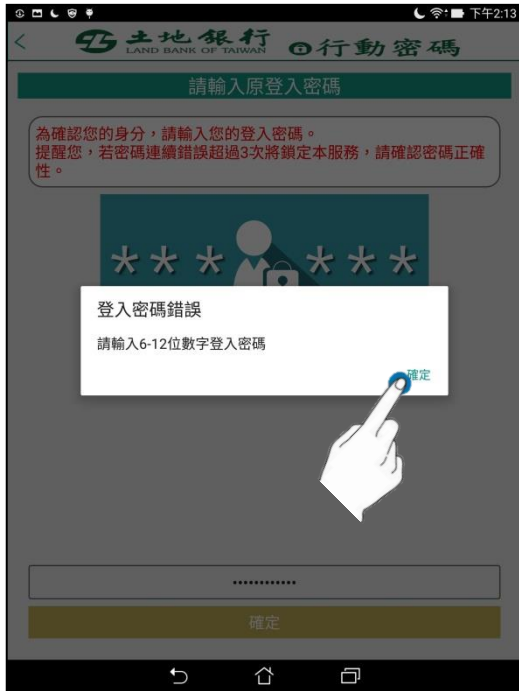 下午2:13
土地銀行
LAND BANK OF TAIWAN
行動密碼
請輸入原登入密碼
為確認您的身分，請輸入您的登入密碼。
提醒您，若密碼連續錯誤超過3次將鎖定本服務，請確認密碼正確
性。
*** ***
登入密碼錯誤
請輸入6-12位數字登入密碼
確定
••••••••••••
確定